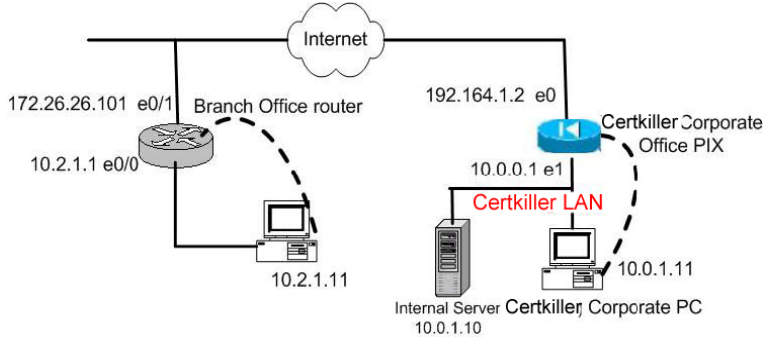 Internet
172.26.26.101 e0/1
Branch Office router
192.164.1.2 e0
Certkiller Corporate
Office PIX
10.2.1.1 e0/0
10.0.0.1 e1
Certkiller LAN
10.2.1.11
10.0.1.11
Internal Server
10.0.1.10
Certkiller Corporate PC